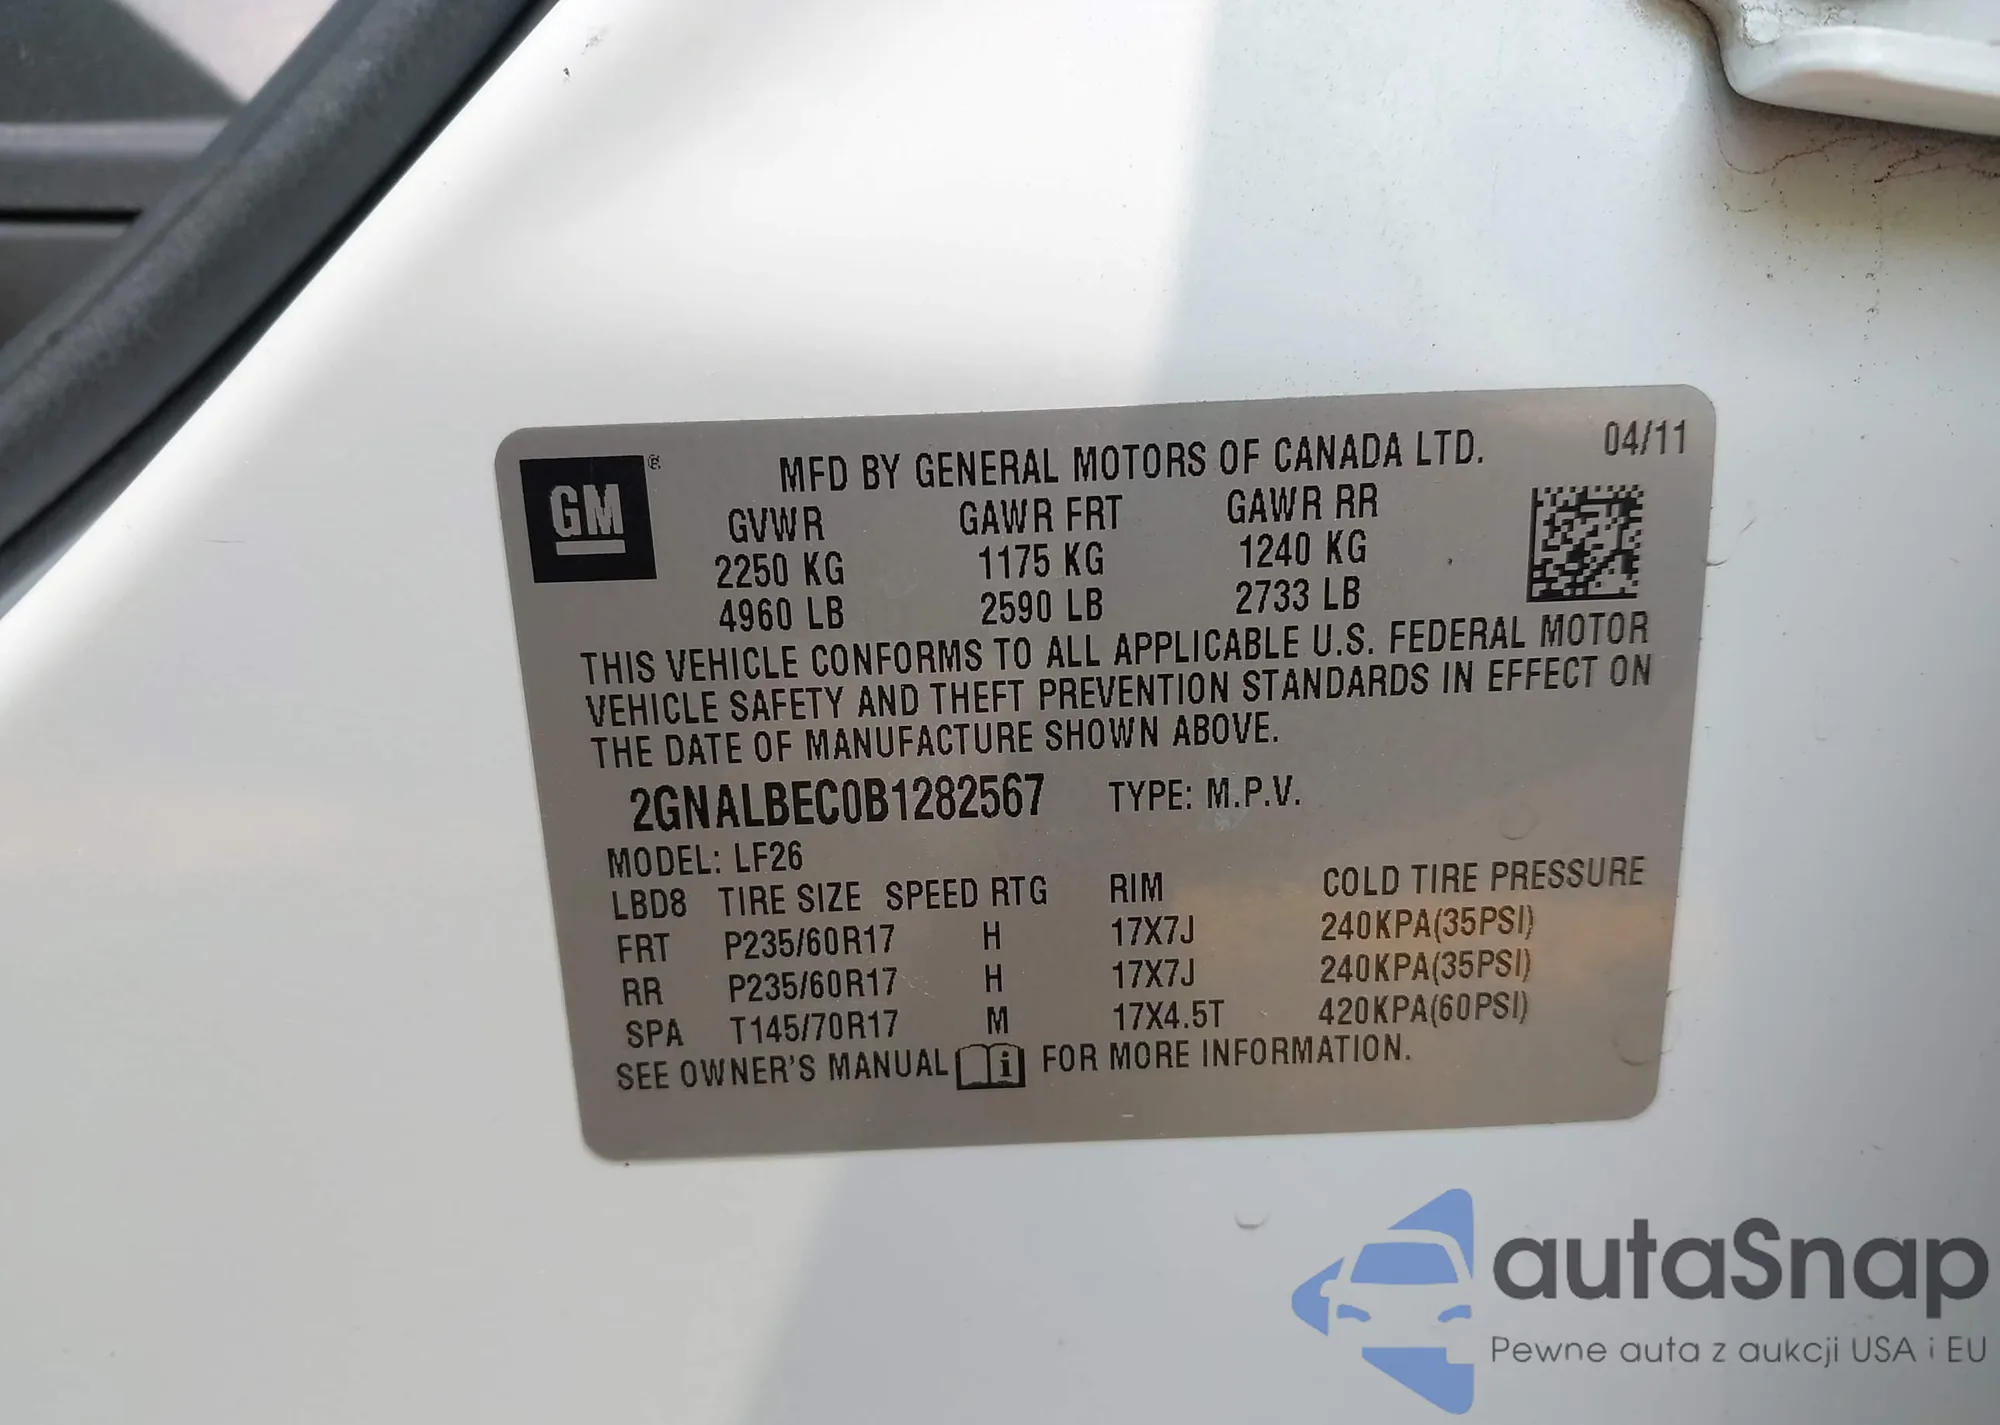 GM®
MFD BY GENERAL MOTORS OF CANADA LTD. 04/11
GVWR GAWR FRT GAWR RR
2250 KG 1175 KG 1240 KG
4960 LB 2590 LB 2733 LB
THIS VEHICLE CONFORMS TO ALL APPLICABLE U.S. FEDERAL MOTOR
VEHICLE SAFETY AND THEFT PREVENTION STANDARDS IN EFFECT ON
THE DATE OF MANUFACTURE SHOWN ABOVE.
2GNALBEC0B1282567 TYPE: M.P.V.
MODEL: LF26
LBD8 TIRE SIZE SPEED RTG RIM COLD TIRE PRESSURE
FRT P235/60R17 H 17X7J 240KPA(35PSI)
RR P235/60R17 H 17X7J 240KPA(35PSI)
SPA T145/70R17 M 17X4.5T 420KPA(60PSI)
SEE OWNER'S MANUAL i FOR MORE INFORMATION.
autaSnap
Pewne auta z aukcji USA i EU